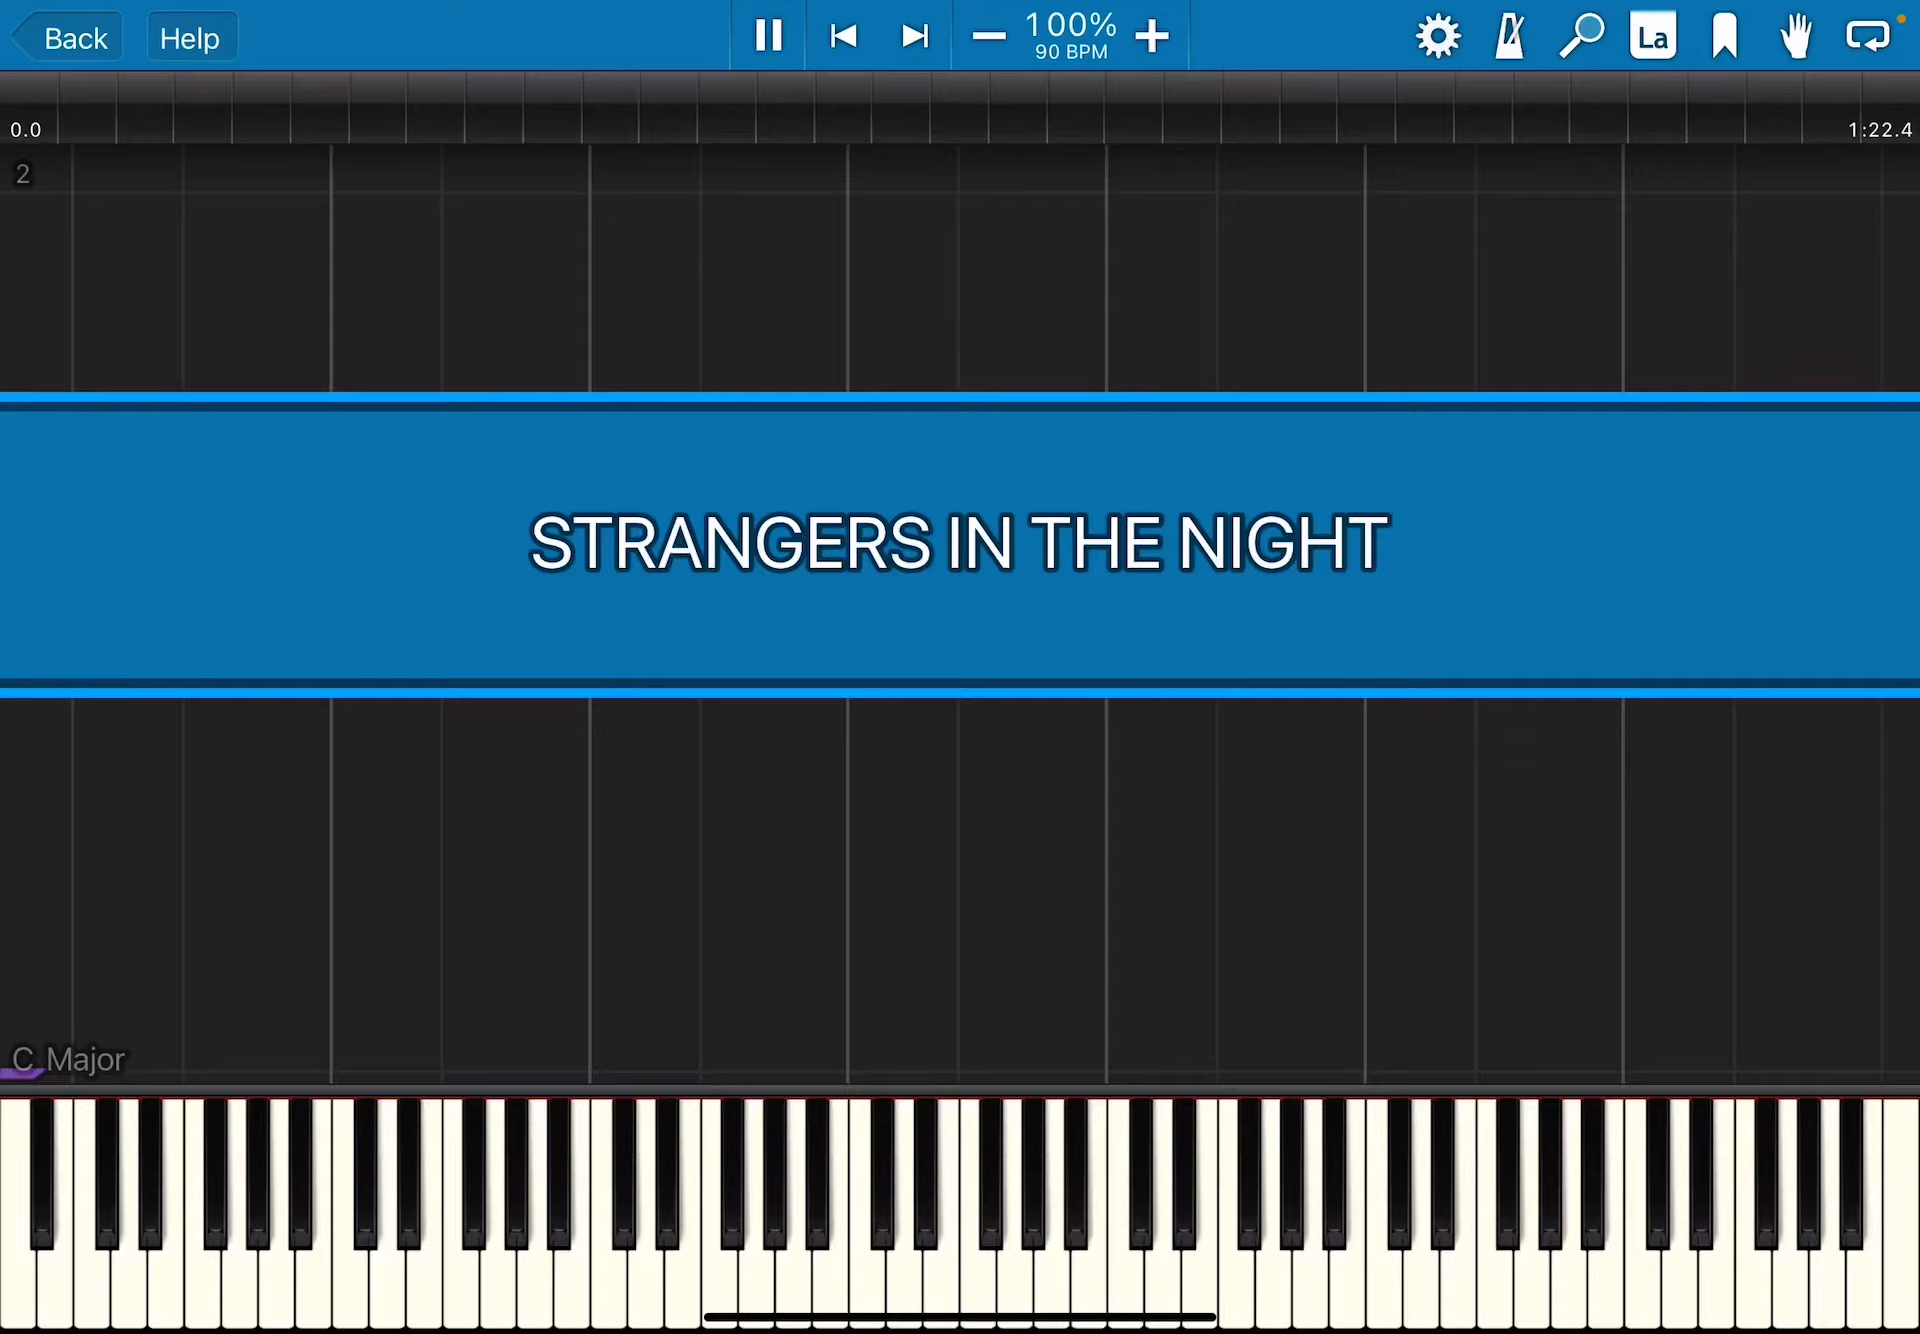 Back Help 100%
90 BPM La
0.0 1:22.4
2
STRANGERS IN THE NIGHT
C Major